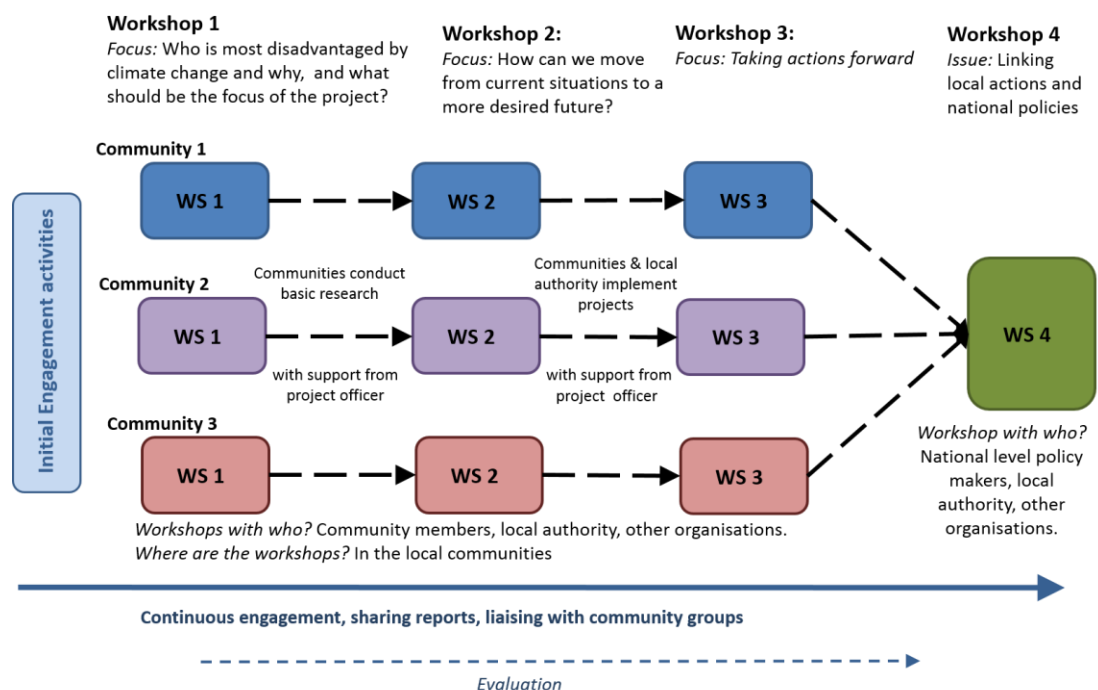 Workshop 1
Focus: Who is most disadvantaged by
climate change and why,  and what
should be the focus of the project?
Workshop 2:
Focus: How can we move
from current situations to a
more desired future?
Workshop 3:
Focus: Taking actions forward
Workshop 4
Issue: Linking
local actions and
national policies
Initial Engagement activities
Community 1
WS 1
WS 2
WS 3
Communities conduct
basic research
Communities & local
authority implement
projects
Community 2
WS 1
WS 2
WS 3
WS 4
with support from
project officer
with support from
project  officer
Community 3
WS 1
WS 2
WS 3
Workshop with who?
National level policy
makers, local
authority, other
organisations.
Workshops with who? Community members, local authority, other organisations.
Where are the workshops? In the local communities
Continuous engagement, sharing reports, liaising with community groups
Evaluation